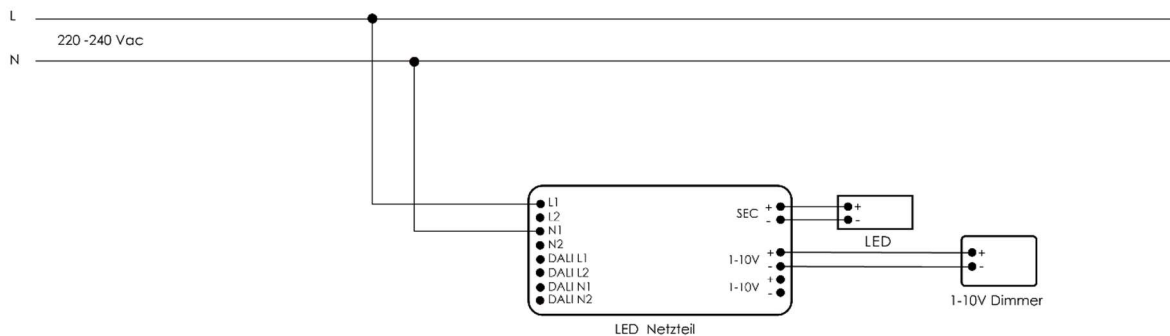 L
220 -240 Vac
N
L1
L2
N1
N2
DALI L1
DALI L2
DALI N1
DALI N2
SEC + -
1-10V + -
1-10V + -
+
-
LED
+
-
1-10V Dimmer
LED Netzteil